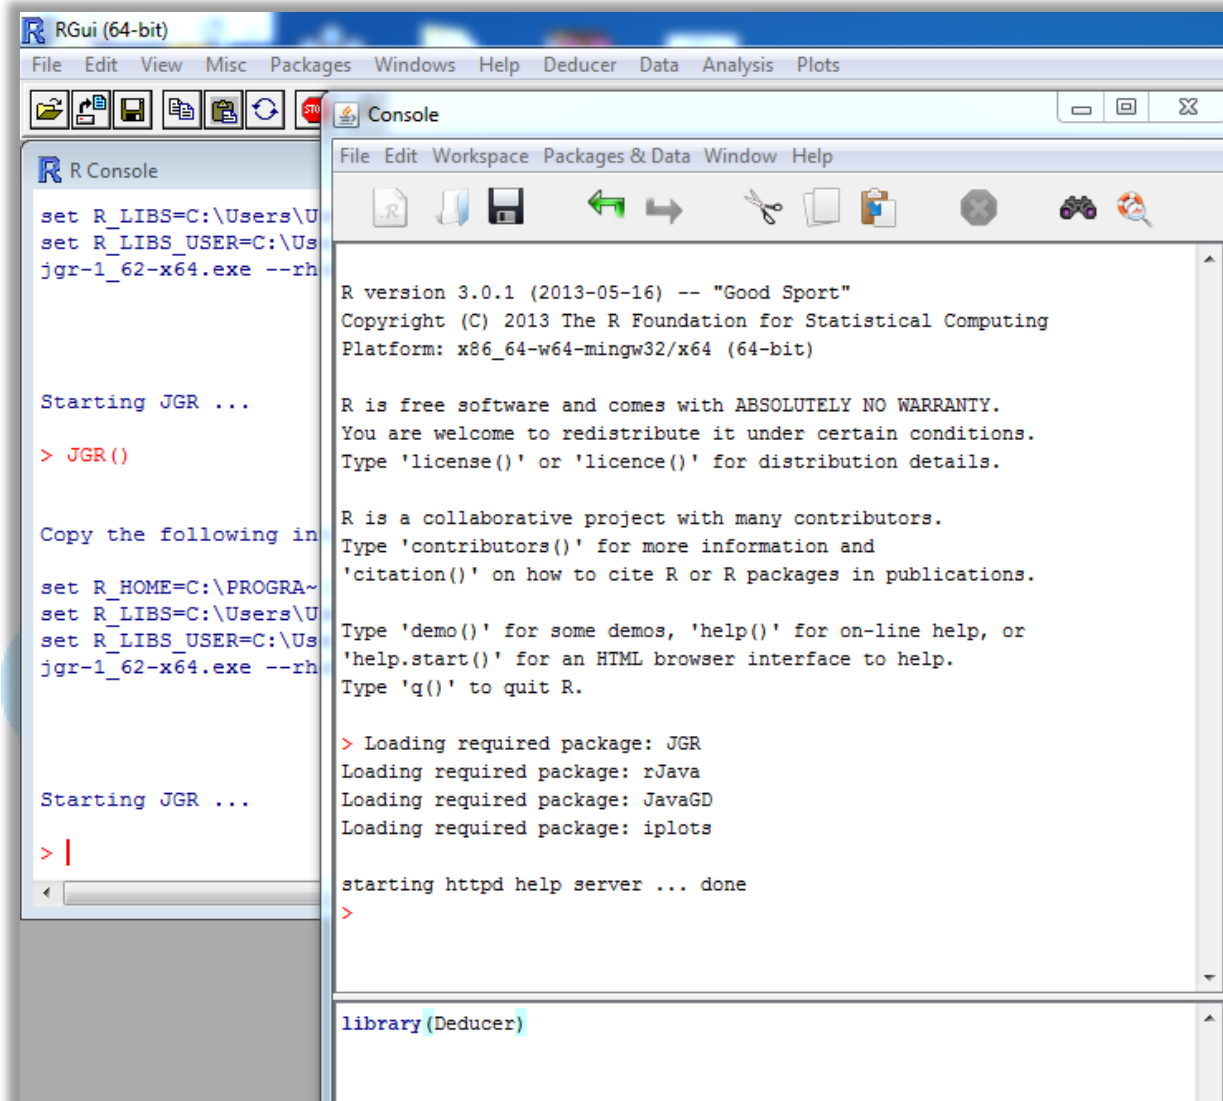 RGui (64-bit)
File Edit View Misc Packages Windows Help Deducer Data Analysis Plots
STO
R Console
set R_LIBS=C:\Users\U
set R_LIBS_USER=C:\Us
jgr-1_62-x64.exe --rh
Starting JGR ...
> JGR()
Copy the following in
set R_HOME=C:\PROGRA~
set R_LIBS=C:\Users\U
set R_LIBS_USER=C:\Us
jgr-1_62-x64.exe --rh
Starting JGR ...
>
Console
File Edit Workspace Packages & Data Window Help
R version 3.0.1 (2013-05-16) -- "Good Sport"
Copyright (C) 2013 The R Foundation for Statistical Computing
Platform: x86_64-w64-mingw32/x64 (64-bit)
R is free software and comes with ABSOLUTELY NO WARRANTY.
You are welcome to redistribute it under certain conditions.
Type 'license()' or 'licence()' for distribution details.
R is a collaborative project with many contributors.
Type 'contributors()' for more information and
'citation()' on how to cite R or R packages in publications.
Type 'demo()' for some demos, 'help()' for on-line help, or
'help.start()' for an HTML browser interface to help.
Type 'q()' to quit R.
> Loading required package: JGR
Loading required package: rJava
Loading required package: JavaGD
Loading required package: iplots
starting httpd help server ... done
>
library(Deducer)